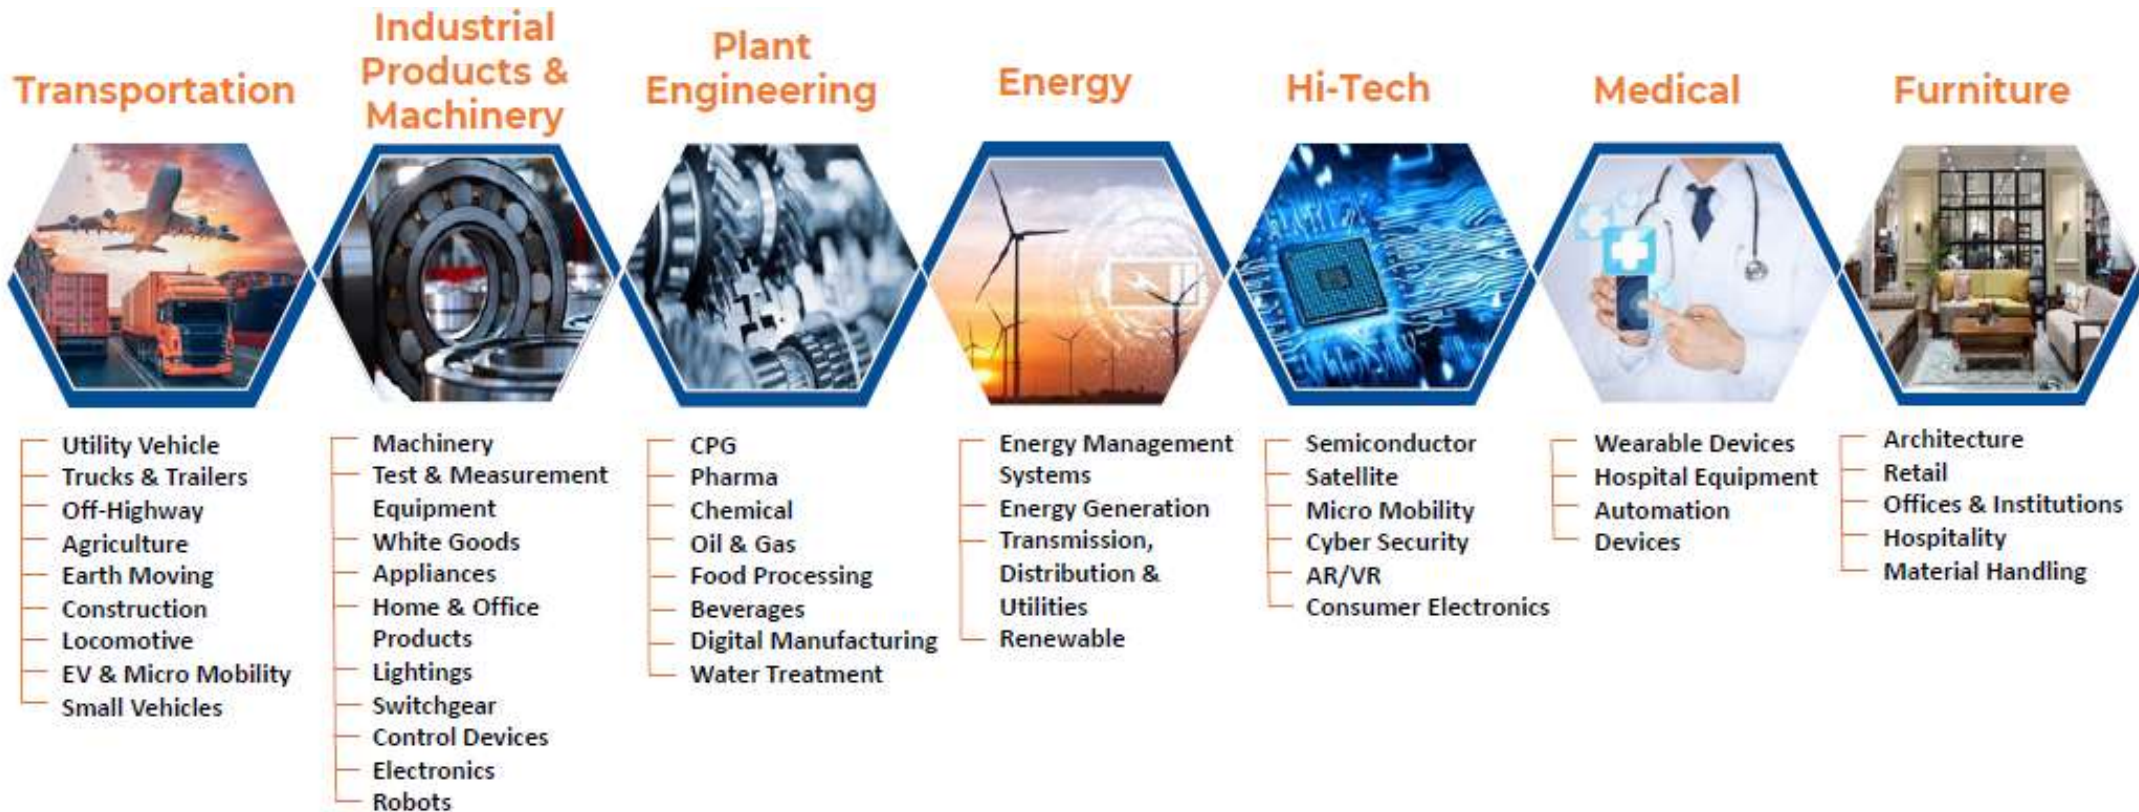 Transportation
Utility Vehicle
Trucks & Trailers
Off-Highway
Agriculture
Earth Moving
Construction
Locomotive
EV & Micro Mobility
Small Vehicles
Industrial
Products &
Machinery
Machinery
Test & Measurement
Equipment
White Goods
Appliances
Home & Office
Products
Lightings
Switchgear
Control Devices
Electronics
Robots
Plant
Engineering
CPG
Pharma
Chemical
Oil & Gas
Food Processing
Beverages
Digital Manufacturing
Water Treatment
Energy
Energy Management
Systems
Energy Generation
Transmission,
Distribution &
Utilities
Renewable
Hi-Tech
Semiconductor
Satellite
Micro Mobility
Cyber Security
AR/VR
Consumer Electronics
Medical
Wearable Devices
Hospital Equipment
Automation
Devices
Furniture
Architecture
Retail
Offices & Institutions
Hospitality
Material Handling